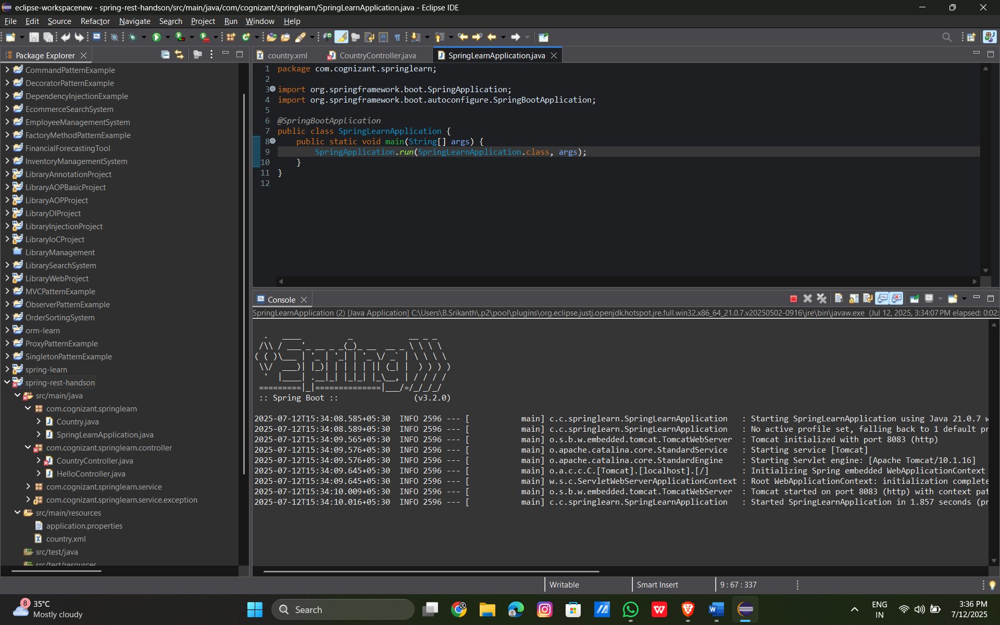 eclipse-workspacenew - spring-rest-handson/src/main/java/com/cognizant/springlearn/SpringLearnApplication.java - Eclipse IDE
File Edit Source Refactor Navigate Search Project Run Window Help
Package Explorer
CommandPatternExample
DecoratorPatternExample
DependencyInjectionExample
EcommerceSearchSystem
EmployeeManagementSystem
FactoryMethodPatternExample
FinancialForecastingTool
InventoryManagementSystem
LibraryAnnotationProject
LibraryAOPBasicProject
LibraryAOPProject
LibraryDIProject
LibraryInjectionProject
LibraryIoCProject
LibraryManagement
LibrarySearchSystem
LibraryWebProject
MVCPatternExample
ObserverPatternExample
OrderSortingSystem
orm-learn
ProxyPatternExample
SingletonPatternExample
spring-learn
spring-rest-handson
src/main/java
com.cognizant.springlearn
Country.java
SpringLearnApplication.java
com.cognizant.springlearn.controller
CountryController.java
HelloController.java
com.cognizant.springlearn.service
com.cognizant.springlearn.service.exception
src/main/resources
application.properties
country.xml
src/test/java
src/test/resources
country.xml CountryController.java SpringLearnApplication.java
1 package com.cognizant.springlearn;
2
3 import org.springframework.boot.SpringApplication;
4 import org.springframework.boot.autoconfigure.SpringBootApplication;
5
6 @SpringBootApplication
7 public class SpringLearnApplication {
8 public static void main(String[] args) {
9 SpringApplication.run(SpringLearnApplication.class, args);
10 }
11 }
12
Console
SpringLearnApplication (2) [Java Application] C:\Users\B.Srikanth\.p2\pool\plugins\org.eclipse.justj.openjdk.hotspot.jre.full.win32.x86_64_21.0.7.v20250502-0916\jre\bin\javaw.exe (Jul 12, 2025, 3:34:07 PM elapsed: 0:02:
:: Spring Boot :: (v3.2.0)
2025-07-12T15:34:08.585+05:30 INFO 2596 --- [ main] c.c.springlearn.SpringLearnApplication : Starting SpringLearnApplication using Java 21.0.7 w
2025-07-12T15:34:08.589+05:30 INFO 2596 --- [ main] c.c.springlearn.SpringLearnApplication : No active profile set, falling back to 1 default pr
2025-07-12T15:34:09.565+05:30 INFO 2596 --- [ main] o.s.b.w.embedded.tomcat.TomcatWebServer : Tomcat initialized with port 8083 (http)
2025-07-12T15:34:09.576+05:30 INFO 2596 --- [ main] o.apache.catalina.core.StandardService : Starting service [Tomcat]
2025-07-12T15:34:09.576+05:30 INFO 2596 --- [ main] o.apache.catalina.core.StandardEngine : Starting Servlet engine: [Apache Tomcat/10.1.16]
2025-07-12T15:34:09.645+05:30 INFO 2596 --- [ main] o.a.c.c.C.[Tomcat].[localhost].[/] : Initializing Spring embedded WebApplicationContext
2025-07-12T15:34:09.645+05:30 INFO 2596 --- [ main] w.s.c.ServletWebServerApplicationContext : Root WebApplicationContext: initialization complete
2025-07-12T15:34:10.009+05:30 INFO 2596 --- [ main] o.s.b.w.embedded.tomcat.TomcatWebServer : Tomcat started on port 8083 (http) with context pat
2025-07-12T15:34:10.016+05:30 INFO 2596 --- [ main] c.c.springlearn.SpringLearnApplication : Started SpringLearnApplication in 1.857 seconds (pr
Writable Smart Insert 9 : 67 : 337
8
35°C
Mostly cloudy
Search
ENG
IN
3:36 PM
7/12/2025